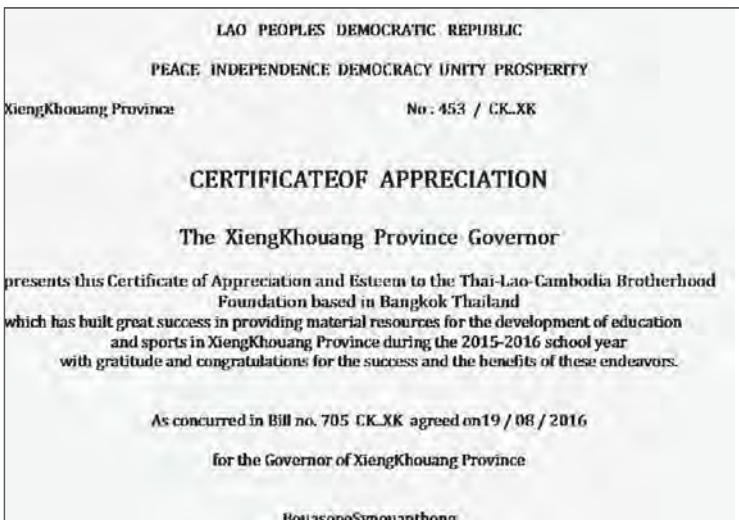 LAO PEOPLES DEMOCRATIC REPUBLIC
PEACE INDEPENDENCE DEMOCRACY UNITY PROSPERITY
XiengKhouang Province No : 453 / CK_XK
CERTIFICATEOF APPRECIATION
The XiengKhouang Province Governor
presents this Certificate of Appreciation and Esteem to the Thai-Lao-Cambodia Brotherhood
Foundation based in Bangkok Thailand
which has built great success in providing material resources for the development of education
and sports in XiengKhouang Province during the 2015-2016 school year
with gratitude and congratulations for the success and the benefits of these endeavors.
As concurred in Bill no. 705 CK_XK agreed on19 / 08 / 2016
for the Governor of XiengKhouang Province